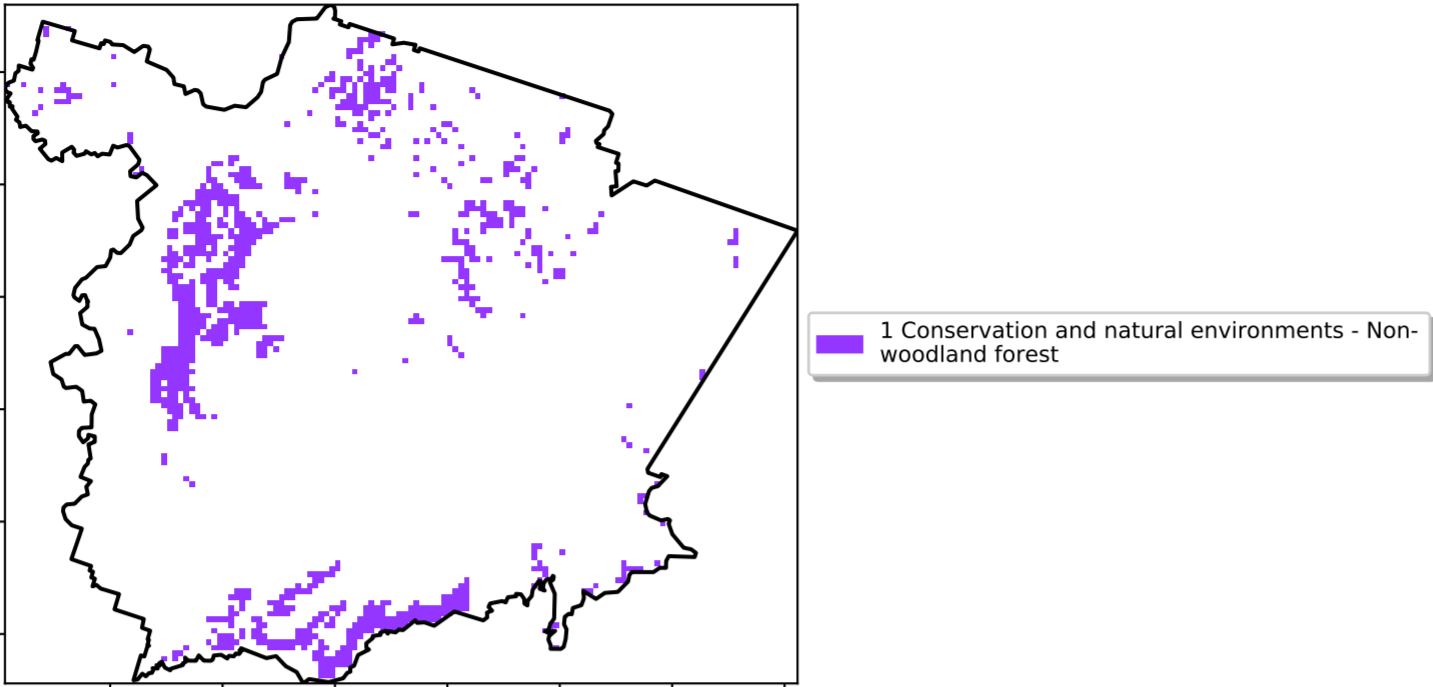 1 Conservation and natural environments - Non-
woodland forest